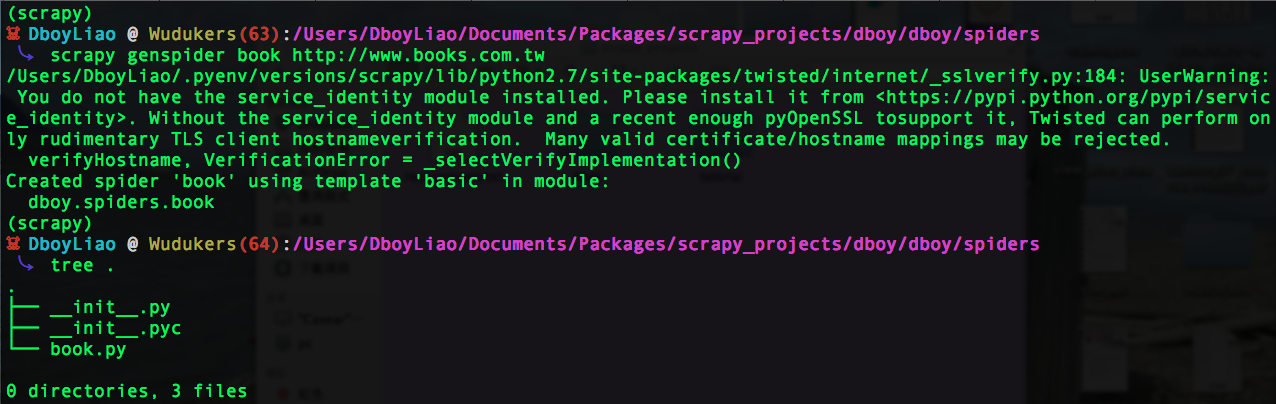 (scrapy)
DboyLiao @ Wudukers(63):/Users/DboyLiao/Documents/Packages/scrapy_projects/dboy/dboy/spiders
scrapy genspider book http://www.books.com.tw
/Users/DboyLiao/.pyenv/versions/scrapy/lib/python2.7/site-packages/twisted/internet/_sslverify.py:184: UserWarning:
You do not have the service_identity module installed. Please install it from <https://pypi.python.org/pypi/servic
e_identity>. Without the service_identity module and a recent enough pyOpenSSL tosupport it, Twisted can perform on
ly rudimentary TLS client hostnameverification.  Many valid certificate/hostname mappings may be rejected.
  verifyHostname, VerificationError = _selectVerifyImplementation()
Created spider 'book' using template 'basic' in module:
  dboy.spiders.book
(scrapy)
DboyLiao @ Wudukers(64):/Users/DboyLiao/Documents/Packages/scrapy_projects/dboy/dboy/spiders
tree .
.
├── __init__.py
├── __init__.pyc
└── book.py
0 directories, 3 files